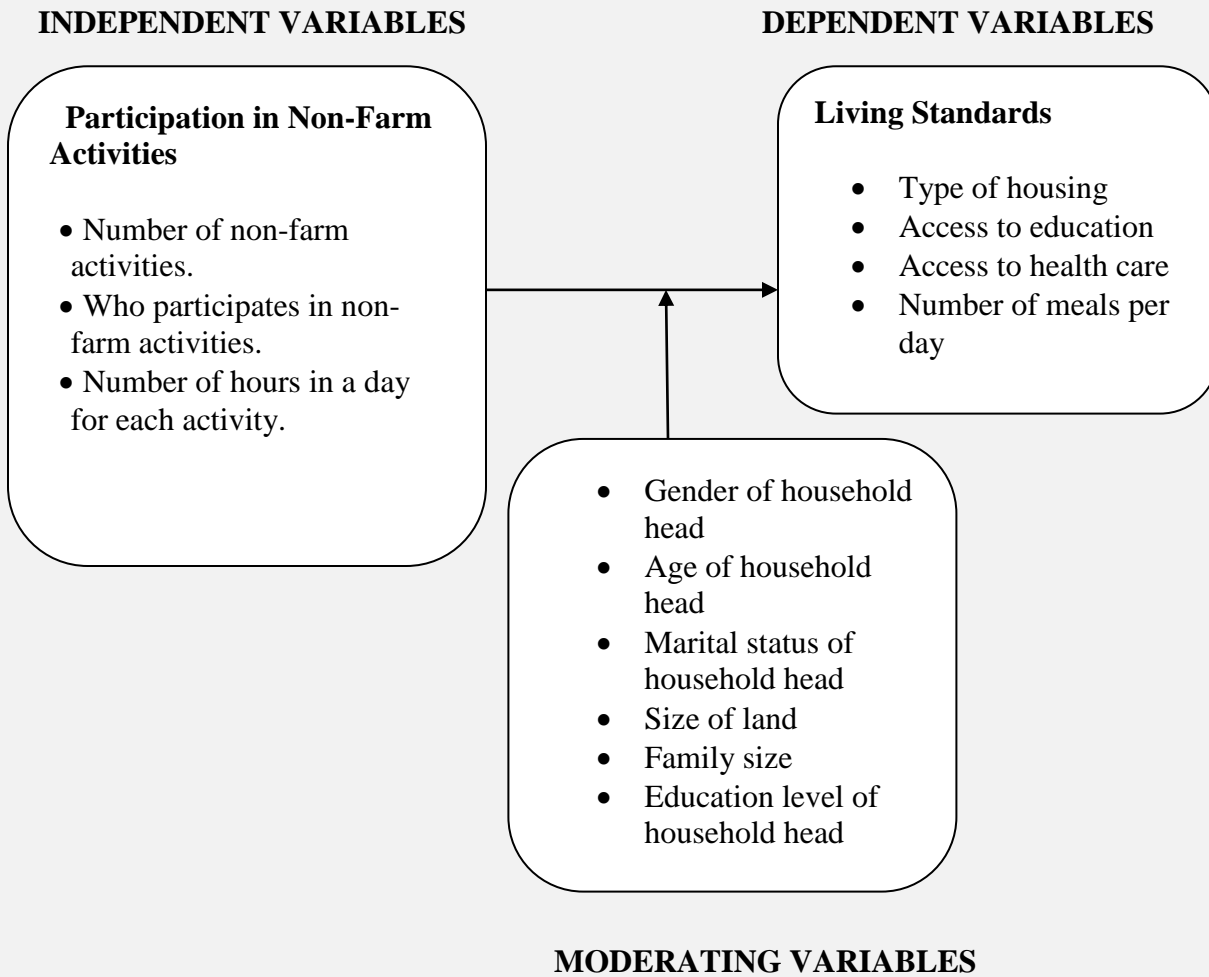 INDEPENDENT VARIABLES
DEPENDENT VARIABLES
Participation in Non-Farm
Activities
• Number of non-farm
activities.
• Who participates in non-
farm activities.
• Number of hours in a day
for each activity.
Living Standards
• Type of housing
• Access to education
• Access to health care
• Number of meals per
day
• Gender of household
head
• Age of household
head
• Marital status of
household head
• Size of land
• Family size
• Education level of
household head
MODERATING VARIABLES